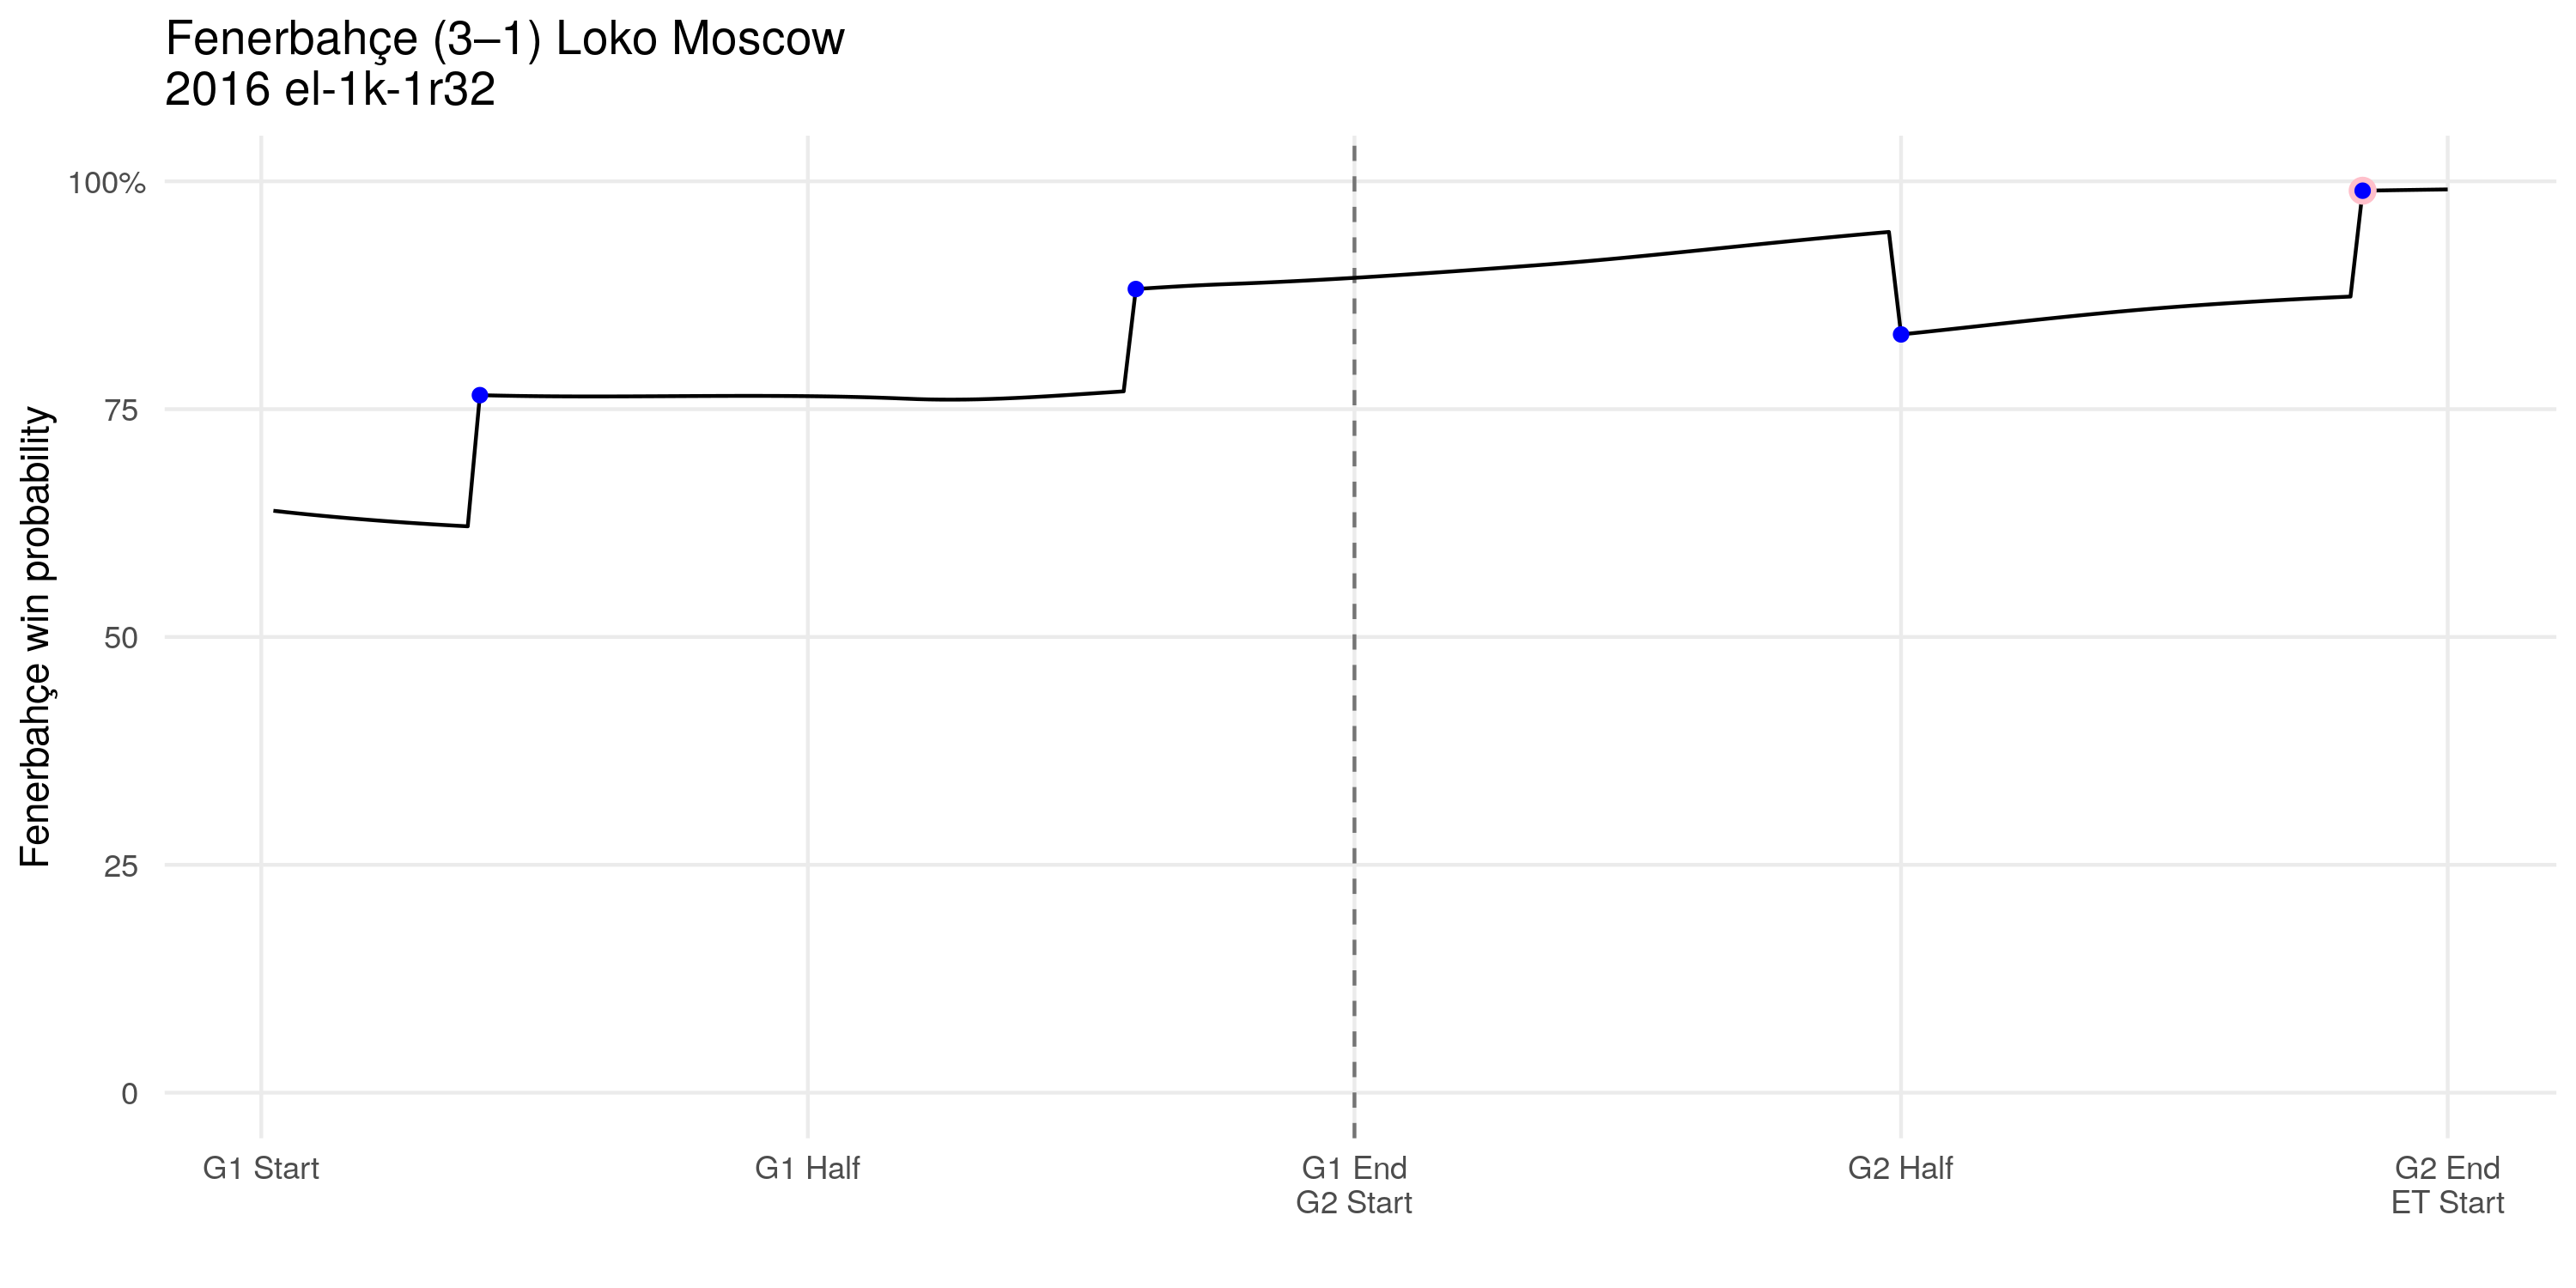 Fenerbahçe (3–1) Loko Moscow
2016 el-1k-1r32
Fenerbahçe win probability
100%
75
50
25
0
G1 Start
G1 Half
G1 End
G2 Start
G2 Half
G2 End
ET Start